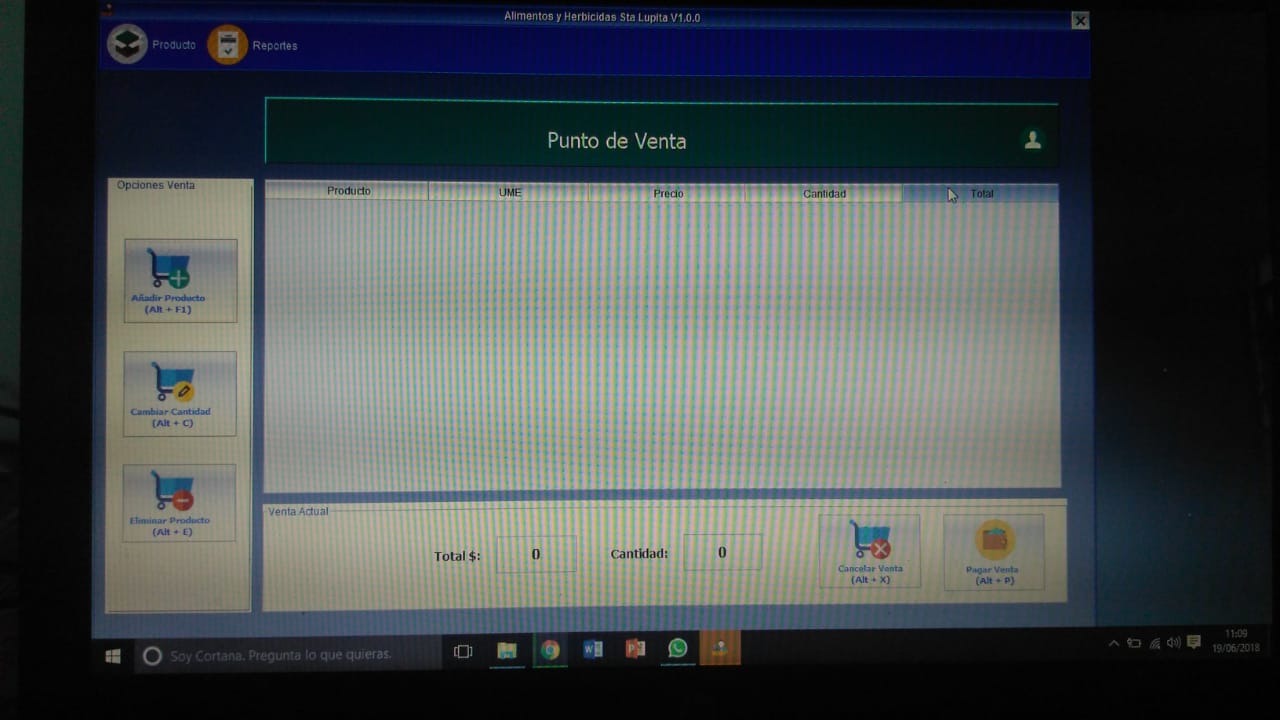 Alimentos y Herbicidas Sta Lupita V1.0.0
Producto
Reportes
Punto de Venta
Opciones Venta
Producto
UME
Precio
Cantidad
Total
Añadir Producto
(Alt + F1)
Cambiar Cantidad
(Alt + C)
Eliminar Producto
(Alt + E)
Venta Actual
Total $:
0
Cantidad:
0
Cancelar Venta
(Alt + X)
Pagar Venta
(Alt + P)
Soy Cortana. Pregunta lo que quieras.
11:09
19/06/2018